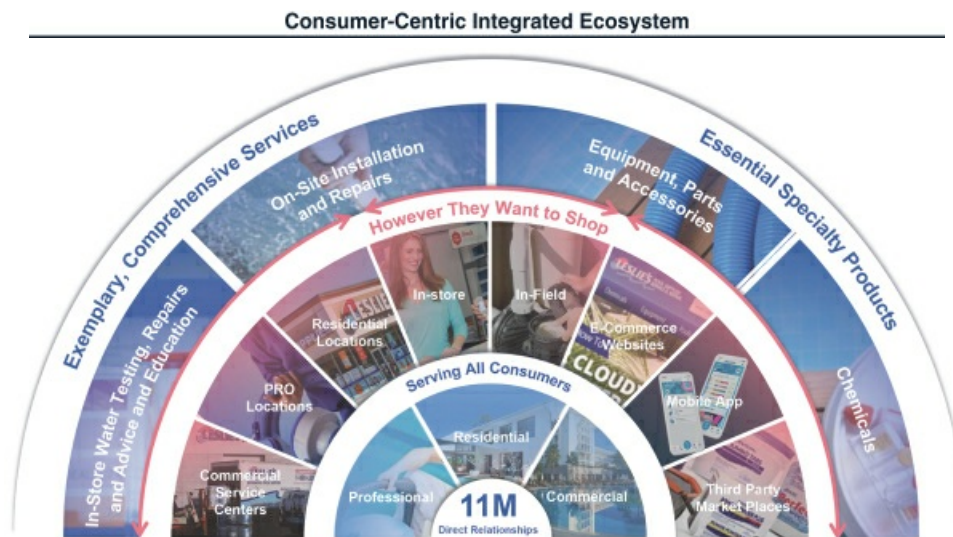 Consumer-Centric Integrated Ecosystem
Exemplary, Comprehensive Services
Essential Specialty Products
In-Store Water Testing, Repairs
and Advice and Education
On-Site Installation
and Repairs
Equipment, Parts
and Accessories
Chemicals
However They Want to Shop
Commercial
Service
Centers
PRO
Locations
Residential
Locations
LESLIE
In-store
In-Field
E-Commerce
Websites
LESLIE'S
CLOUD
Mobile App
Third Party
Market Places
Serving All Consumers
Professional
Residential
Commercial
11M
Direct Relationships